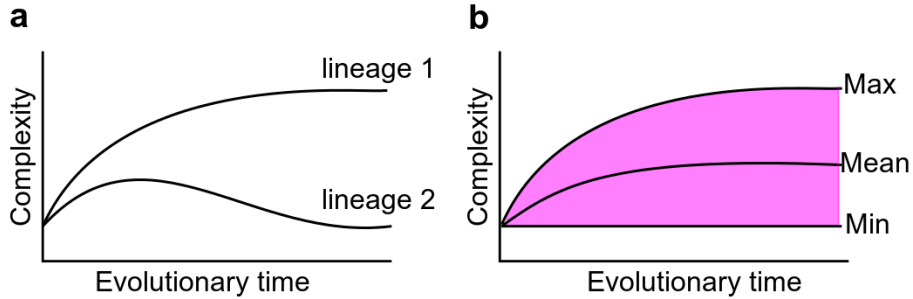 a
Complexity
lineage 1
lineage 2
Evolutionary time
b
Complexity
Max
Mean
Min
Evolutionary time